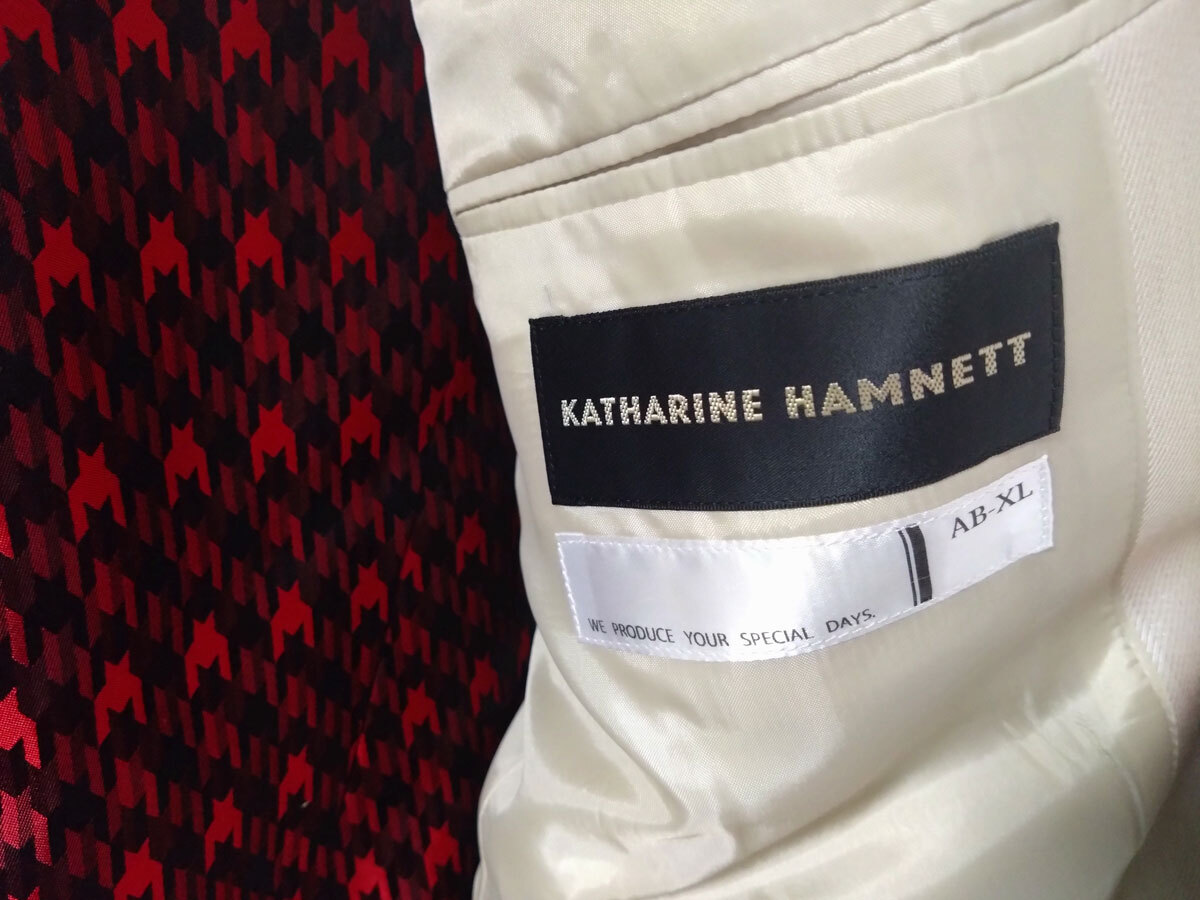 KATHARINE HAMNETT
AB-XL
WE PRODUCE YOUR SPECIAL DAYS.